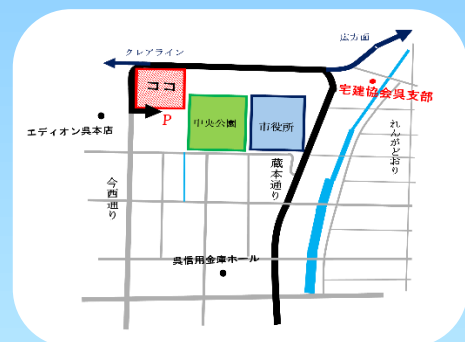 広方面
クレアライン
ココ
宅建協会呉支部
P
中央公園
市役所
エディオン呉本店
れんがどおり
蔵本通り
今西通り
呉信用金庫ホール